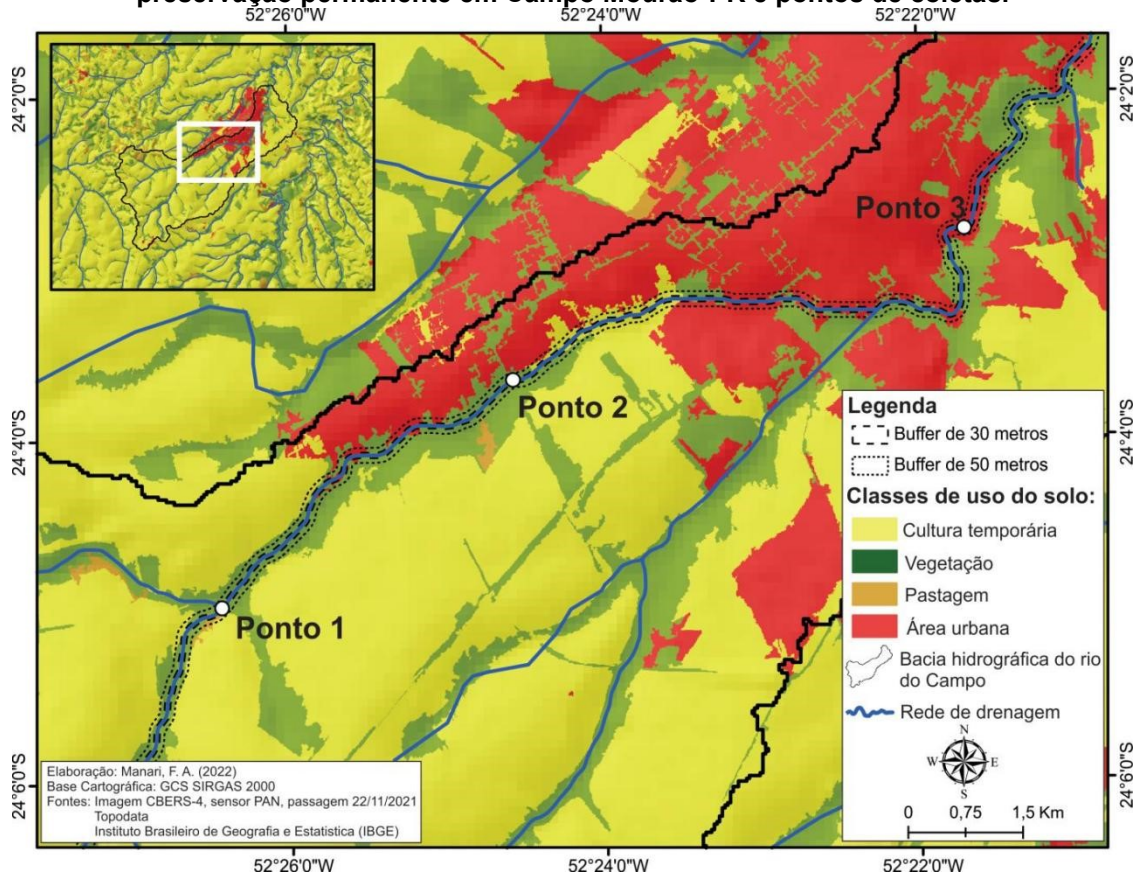 preservação permanente em Campo Mourão-PR e pontos de coletas.
52°26'0"W 52°24'0"W 52°22'0"W
24°2'0"S
24°2'0"S
Ponto 3
Ponto 2
24°4'0"S
24°4'0"S
Ponto 1
Legenda
Buffer de 30 metros
Buffer de 50 metros
Classes de uso do solo:
Cultura temporária
Vegetação
Pastagem
Área urbana
Bacia hidrográfica do rio
do Campo
Rede de drenagem
N
W E
S
0 0,75 1,5 Km
24°6'0"S
24°6'0"S
Elaboração: Manari, F. A. (2022)
Base Cartográfica: GCS SIRGAS 2000
Fontes: Imagem CBERS-4, sensor PAN, passagem 22/11/2021
Topodata
Instituto Brasileiro de Geografia e Estatistica (IBGE)
52°26'0"W 52°24'0"W 52°22'0"W